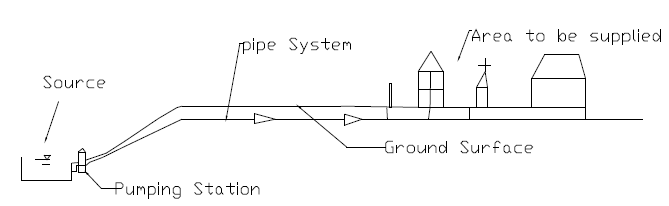 Area to be supplied
pipe System
Source
Ground Surface
Pumping Station